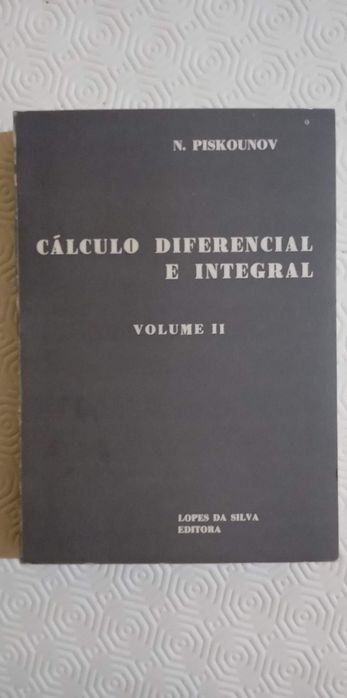 N. PISKOUNOV
CÁLCULO DIFERENCIAL
E INTEGRAL
VOLUME II
LOPES DA SILVA
EDITORA